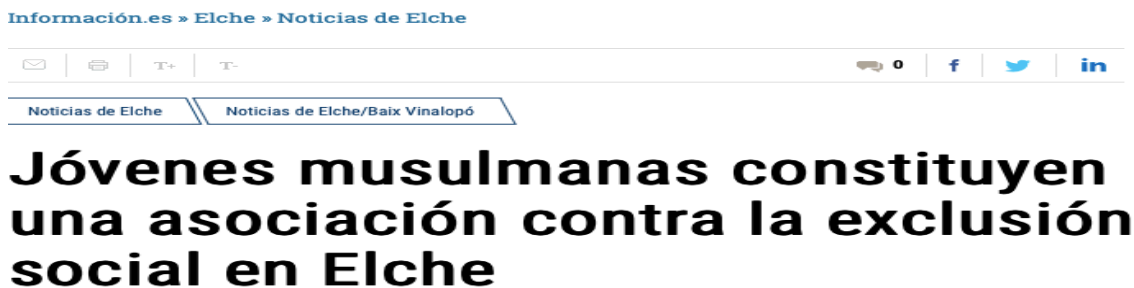 Información.es » Elche » Noticias de Elche
T+ T- 0 f in
Noticias de Elche Noticias de Elche/Baix Vinalopó
Jóvenes musulmanas constituyen
una asociación contra la exclusión
social en Elche